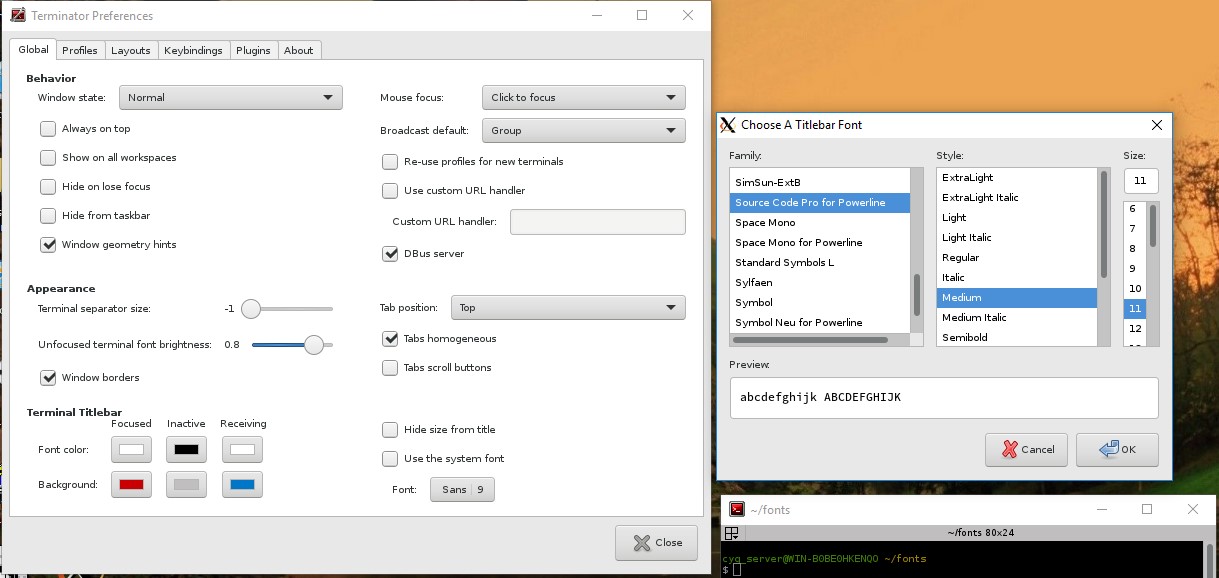 Terminator Preferences
Global Profiles Layouts Keybindings Plugins About
Behavior
Window state: Normal
Always on top
Show on all workspaces
Hide on lose focus
Hide from taskbar
Window geometry hints
Mouse focus: Click to focus
Broadcast default: Group
Re-use profiles for new terminals
Use custom URL handler
Custom URL handler:
DBus server
Appearance
Terminal separator size: -1
Unfocused terminal font brightness: 0.8
Window borders
Tab position: Top
Tabs homogeneous
Tabs scroll buttons
Terminal Titlebar
Focused Inactive Receiving
Font color:
Background:
Hide size from title
Use the system font
Font: Sans 9
Close
Choose A Titlebar Font
Family:
SimSun-ExtB
Source Code Pro for Powerline
Space Mono
Space Mono for Powerline
Standard Symbols L
Sylfaen
Symbol
Symbol Neu for Powerline
Style:
ExtraLight
ExtraLight Italic
Light
Light Italic
Regular
Italic
Medium
Medium Italic
Semibold
Size:
11
6
7
8
9
10
11
12
Preview:
abcdefghijk ABCDEFGHIJK
Cancel OK
~/fonts
~/fonts 80x24
cyg_server@WIN-B0BE0HKENQO ~/fonts
$